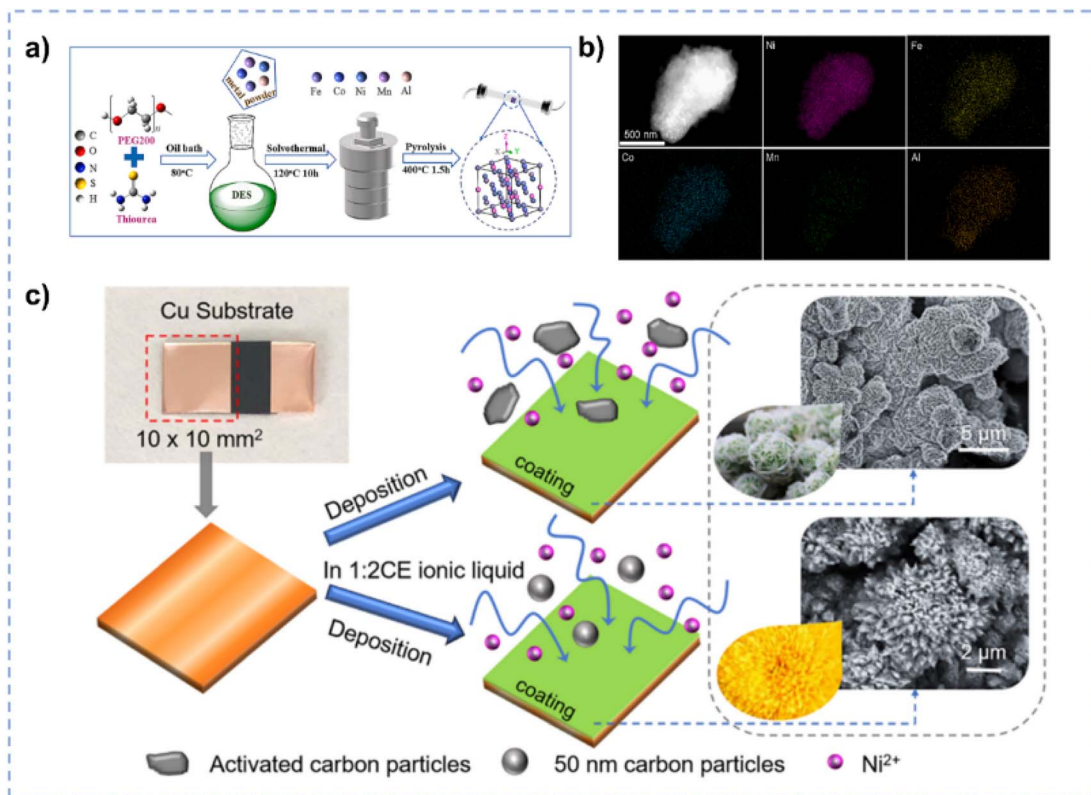 a)
metal
powder
Fe Co Ni Mn Al
C
O
N
S
H
PEG200
Thiourea
Oil bath
80°C
DES
Solvothermal
120°C 10h
Pyrolysis
400°C 1.5h
Z
X
Y
b)
500 nm
Ni
Fe
Co
Mn
Al
c)
Cu Substrate
10 x 10 mm²
Deposition
In 1:2CE ionic liquid
Deposition
coating
coating
5 µm
2 µm
Activated carbon particles
50 nm carbon particles
Ni²⁺